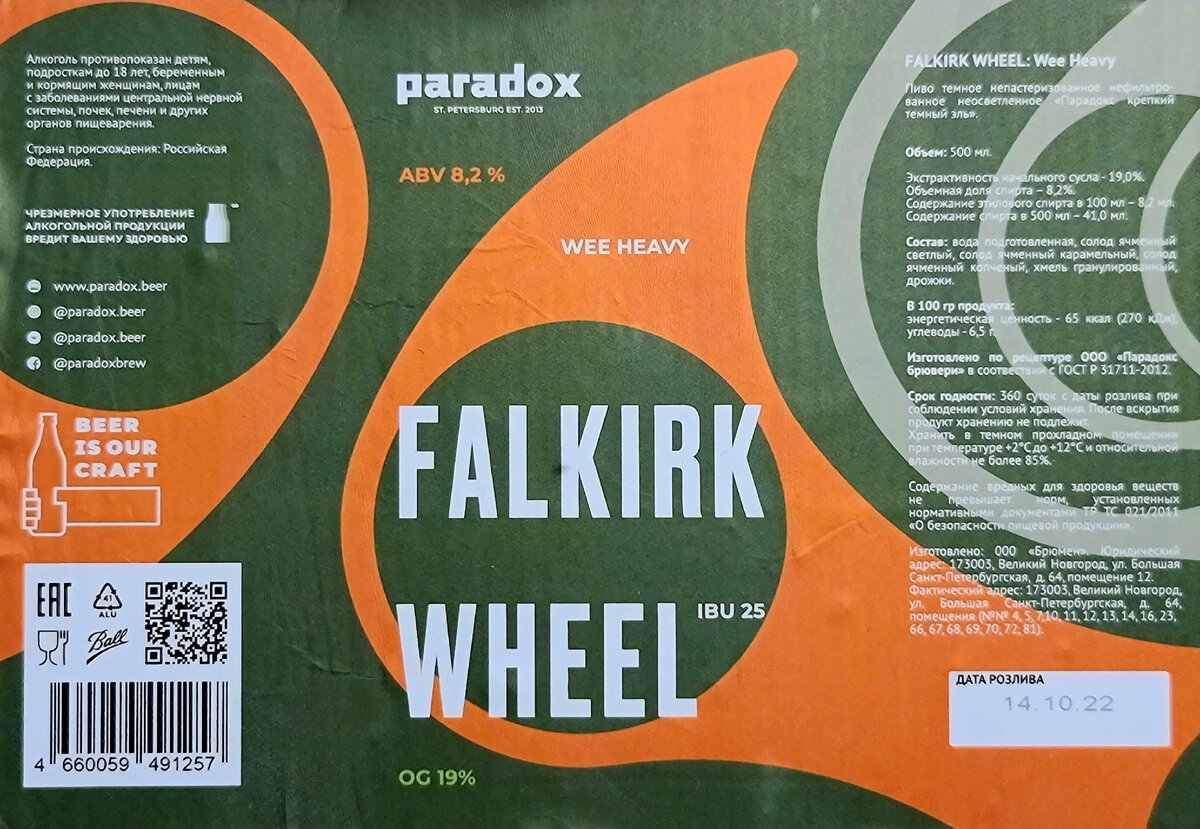 Алкоголь противопоказан детям,
подросткам до 18 лет, беременным
и кормящим женщинам, лицам
с заболеваниями центральной нервной
системы, почек, печени и других
органов пищеварения.
Страна происхождения: Российская
Федерация.
ЧРЕЗМЕРНОЕ УПОТРЕБЛЕНИЕ
АЛКОГОЛЬНОЙ ПРОДУКЦИИ
ВРЕДИТ ВАШЕМУ ЗДОРОВЬЮ
www.paradox.beer
@paradox.beer
@paradox.beer
@paradoxbrew
BEER
IS OUR
CRAFT
EAC
41
ALU
Ball
4 660059 491257
paradox
ST. PETERSBURG EST. 2013
ABV 8,2 %
WEE HEAVY
FALKIRK
WHEEL
IBU 25
OG 19%
FALKIRK WHEEL: Wee Heavy
Пиво темное непастеризованное нефильтро-
ванное неосветленное «Парадокс крепкий
темный эль».
Объем: 500 мл.
Экстрактивность начального сусла - 19,0%.
Объемная доля спирта – 8,2%.
Содержание этилового спирта в 100 мл – 8,2 мл.
Содержание спирта в 500 мл – 41,0 мл.
Состав: вода подготовленная, солод ячменный
светлый, солод ячменный карамельный, солод
ячменный копченый, хмель гранулированный,
дрожжи.
В 100 гр продукта:
энергетическая ценность - 65 ккал (270 кДж),
углеводы - 6,5 г.
Изготовлено по рецептуре ООО «Парадокс
брювери» в соответствии с ГОСТ Р 31711-2012.
Срок годности: 360 суток с даты розлива при
соблюдении условий хранения. После вскрытия
продукт хранению не подлежит.
Хранить в темном прохладном помещении
при температуре +2°С до +12°С и относительной
влажности не более 85%.
Содержание вредных для здоровья веществ
не превышает норм, установленных
нормативными документами ТР ТС 021/2011
«О безопасности пищевой продукции».
Изготовлено: ООО «Брюмен». Юридический
адрес: 173003, Великий Новгород, ул. Большая
Санкт-Петербургская, д. 64, помещение 12.
Фактический адрес: 173003, Великий Новгород,
ул. Большая Санкт-Петербургская, д. 64,
помещения (№№ 4, 5, 7,10, 11, 12, 13, 14, 16, 23,
66, 67, 68, 69, 70, 72, 81).
ДАТА РОЗЛИВА
14.10.22